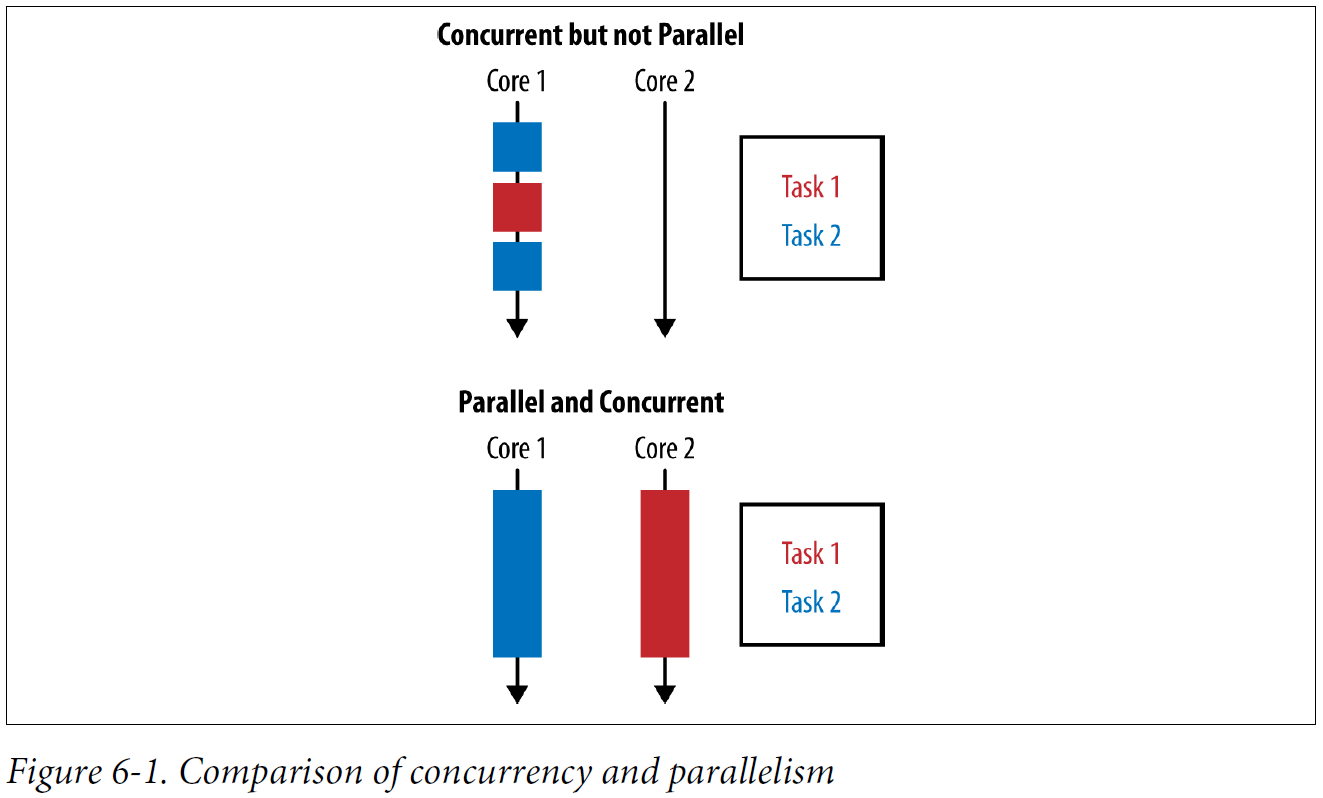 Concurrent but not Parallel
Core 1
Core 2
Task 1
Task 2
Parallel and Concurrent
Core 1
Core 2
Task 1
Task 2
Figure 6-1. Comparison of concurrency and parallelism